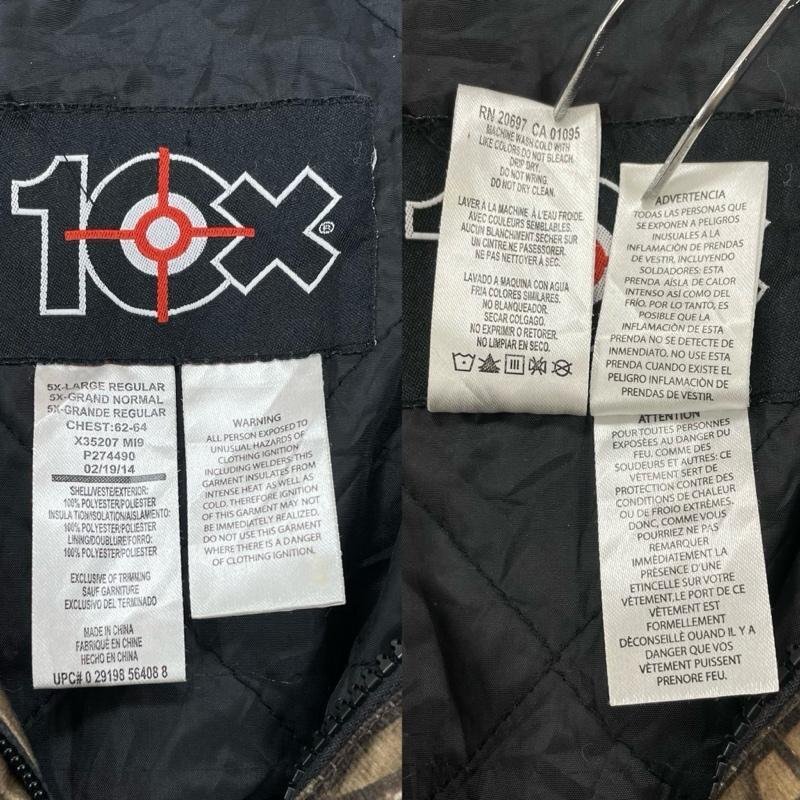 10X®
5X-LARGE REGULAR
5X-GRAND NORMAL
5X-GRANDE REGULAR
CHEST:62-64
X35207 MI9
P274490
02/19/14
SHELL/VESTE/EXTERIOR:
100% POLYESTER/POLIESTER
INSULATION/ISOLATION/AISLAMIENTO:
100% POLYESTER/POLIESTER
LINING/DOUBLURE/FORRO:
100% POLYESTER/POLIESTER
EXCLUSIVE OF TRIMMING
SAUF GARNITURE
EXCLUSIVO DEL TERMINADO
MADE IN CHINA
FABRIQUÉ EN CHINE
HECHO EN CHINA
UPC# 0 29198 56408 8
WARNING
ALL PERSON EXPOSED TO
UNUSUAL HAZARDS OF
CLOTHING IGNITION
INCLUDING WELDERS: THIS
GARMENT INSULATES FROM
INTENSE HEAT AS WELL AS
COLD. THEREFORE IGNITION
OF THIS GARMENT MAY NOT
BE IMMEDIATELY REALIZED.
DO NOT USE THIS GARMENT
WHERE THERE IS A DANGER
OF CLOTHING IGNITION.
RN 20697 CA 01095
MACHINE WASH COLD WITH
LIKE COLORS DO NOT BLEACH.
DRIP DRY.
DO NOT WRING.
DO NOT DRY CLEAN.
LAVER À LA MACHINE À L'EAU FROIDE.
AVEC COULEURS SEMBLABLES.
AUCUN BLANCHIMENT. SECHER SUR
UN CINTRE. NE PAS ESSORER.
NE PAS NETTOYER À SEC.
LAVADO A MAQUINA CON AGUA
FRIA COLORES SIMILARES.
NO BLANQUEADOR.
SECAR COLGADO.
NO EXPRIMIR O RETORER.
NO LIMPIAR EN SECO.
ADVERTENCIA
TODAS LAS PERSONAS QUE
SE EXPONEN A PELIGROS
INUSUALES A LA
INFLAMACIÓN DE PRENDAS
DE VESTIR, INCLUYENDO
SOLDADORES: ESTA
PRENDA AÍSLA DE CALOR
INTENSO ASÍ COMO DEL
FRÍO. POR LO TANTO, ES
POSIBLE QUE LA
INFLAMACIÓN DE ESTA
PRENDA NO SE DETECTE DE
INMENDIATO. NO USE ESTA
PRENDA CUANDO EXISTE EL
PELIGRO INFLAMACIÓN DE
PRENDAS DE VESTIR.
ATTENTION
POUR TOUTES PERSONNES
EXPOSÉES AU DANGER DU
FEU, COMME DES
SOUDEURS ET AUTRES: CE
VÊTEMENT SERT DE
PROTECTION CONTRE DES
CONDITIONS DE CHALEUR
OU DE FROID EXTRÊMES.
DONC, COMME VOUS
POURRIEZ NE PAS
REMARQUER
IMMÉDIATEMENT LA
PRÉSENCE D'UNE
ETINCELLE SUR VOTRE
VÊTEMENT, LE PORT DE CE
VÊTEMENT EST
FORMELLEMENT
DÉCONSEILLÉ QUAND IL Y A
DANGER QUE VOS
VÊTEMENT PUISSENT
PRENORE FEU.